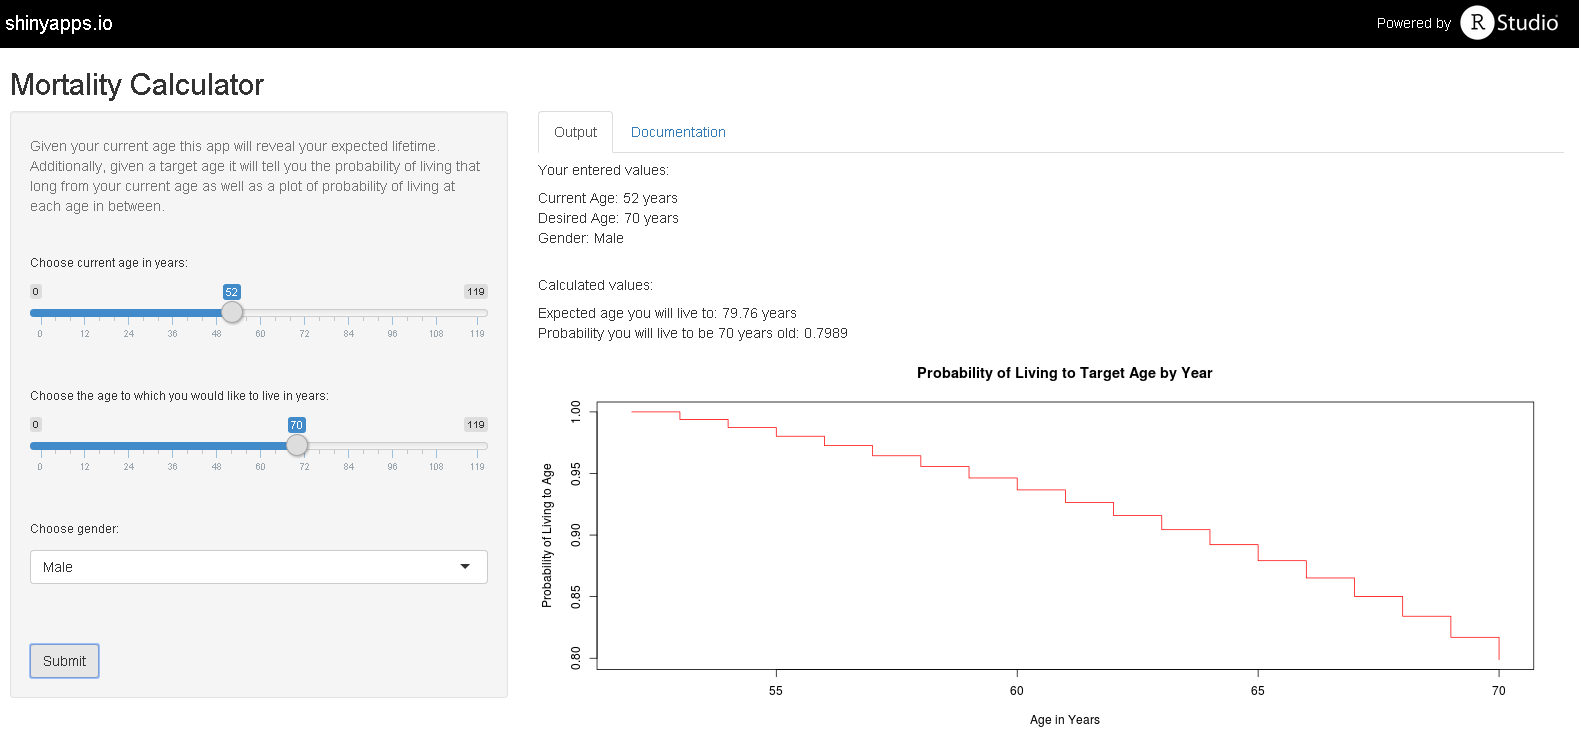 shinyapps.io
Powered by R Studio
Mortality Calculator
Given your current age this app will reveal your expected lifetime.
Additionally, given a target age it will tell you the probability of living that
long from your current age as well as a plot of probability of living at
each age in between.
Choose current age in years:
0 52 119
0 12 24 36 48 60 72 84 96 108 119
Choose the age to which you would like to live in years:
0 70 119
0 12 24 36 48 60 72 84 96 108 119
Choose gender:
Male
Submit
Output Documentation
Your entered values:
Current Age: 52 years
Desired Age: 70 years
Gender: Male
Calculated values:
Expected age you will live to: 79.76 years
Probability you will live to be 70 years old: 0.7989
Probability of Living to Target Age by Year
Probability of Living to Age
1.00
0.95
0.90
0.85
0.80
55 60 65 70
Age in Years